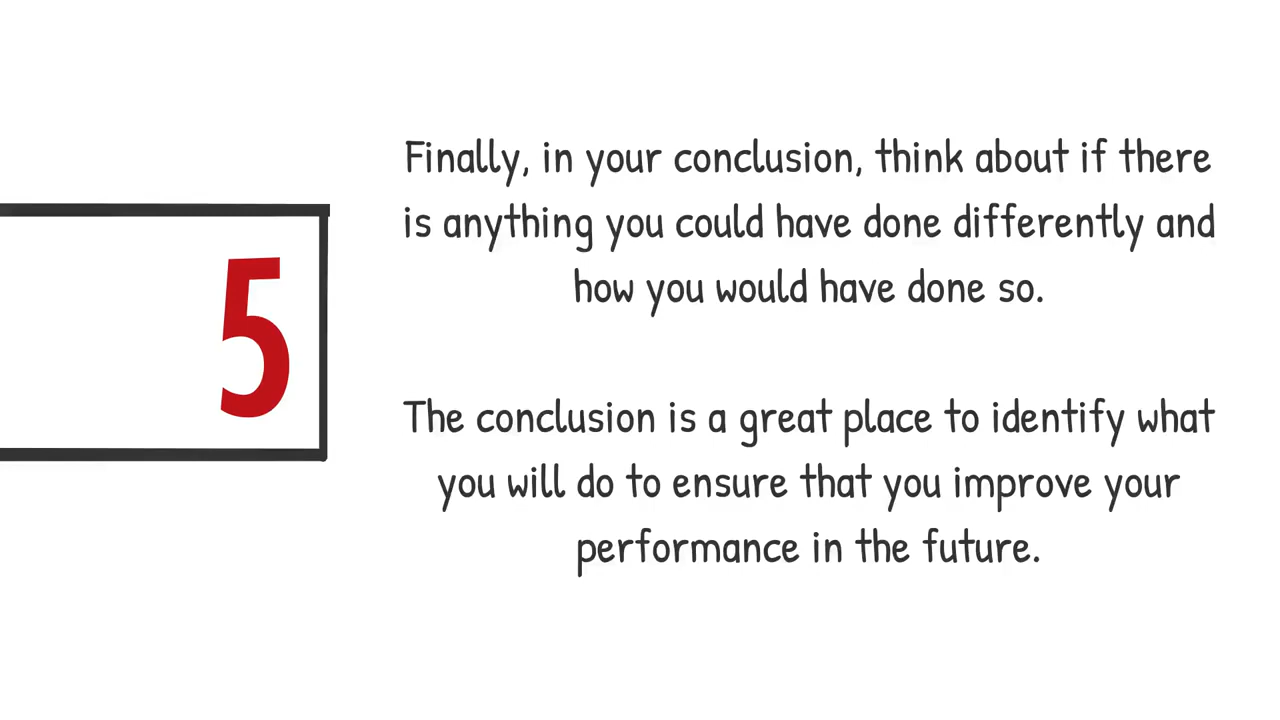 5
Finally, in your conclusion, think about if there
is anything you could have done differently and
how you would have done so.
The conclusion is a great place to identify what
you will do to ensure that you improve your
performance in the future.